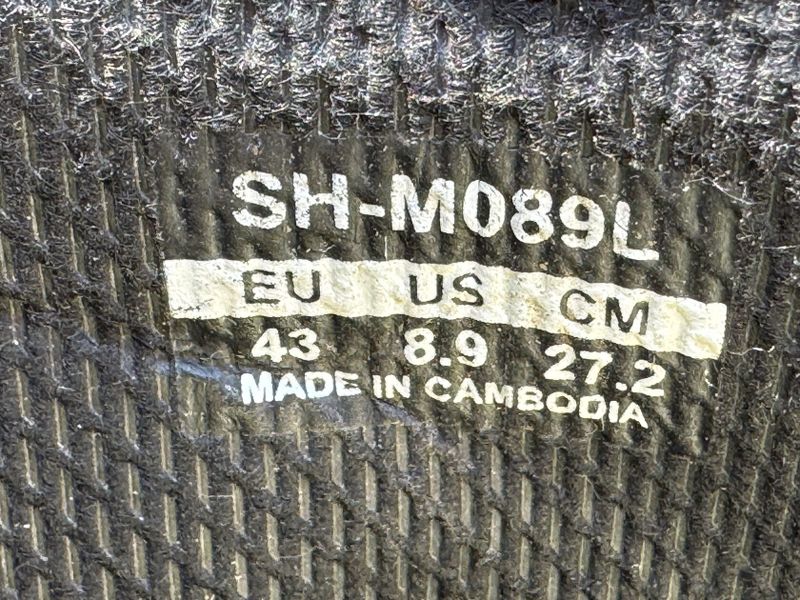 SH-M089L
EU US CM
43 8.9 27.2
MADE IN CAMBODIA